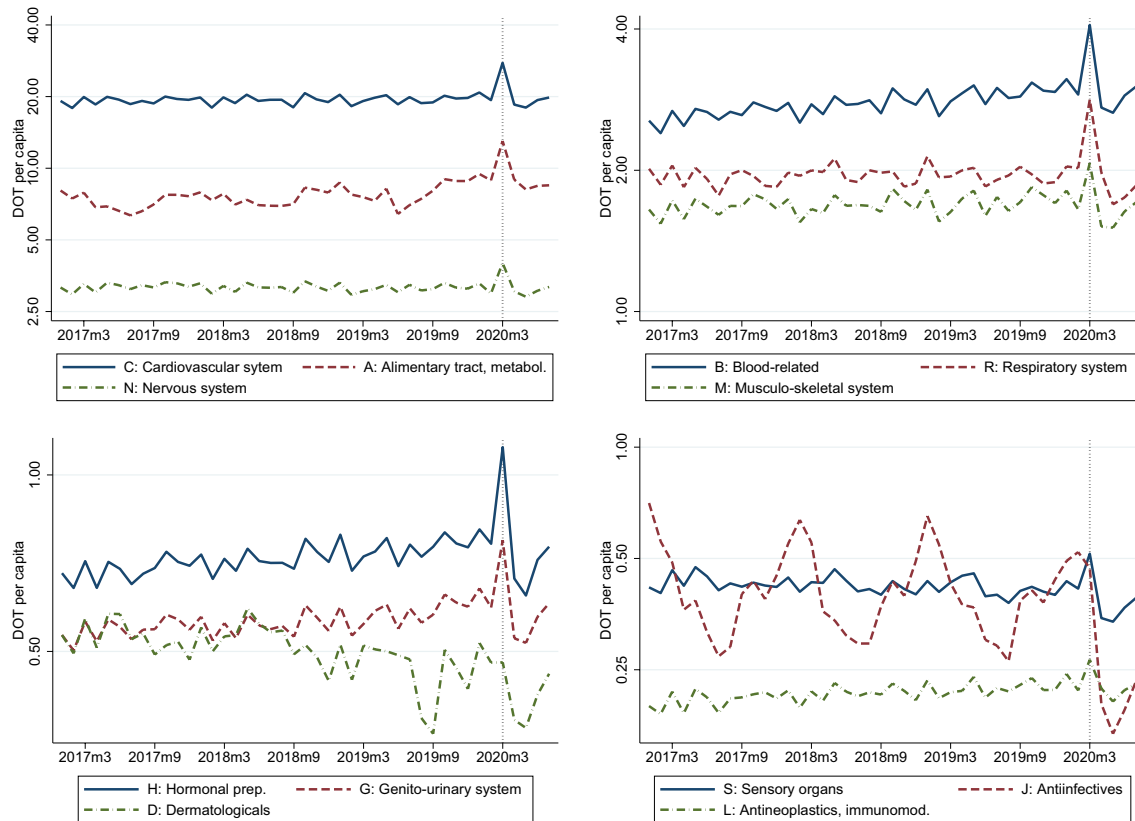 DOT per capita
40.00
20.00
10.00
5.00
2.50
2017m3 2017m9 2018m3 2018m9 2019m3 2019m9 2020m3
C: Cardiovascular sytem A: Alimentary tract, metabol.
N: Nervous system
DOT per capita
4.00
2.00
1.00
2017m3 2017m9 2018m3 2018m9 2019m3 2019m9 2020m3
B: Blood-related R: Respiratory system
M: Musculo-skeletal system
DOT per capita
1.00
0.50
2017m3 2017m9 2018m3 2018m9 2019m3 2019m9 2020m3
H: Hormonal prep. G: Genito-urinary system
D: Dermatologicals
DOT per capita
1.00
0.50
0.25
2017m3 2017m9 2018m3 2018m9 2019m3 2019m9 2020m3
S: Sensory organs J: Antiinfectives
L: Antineoplastics, immunomod.